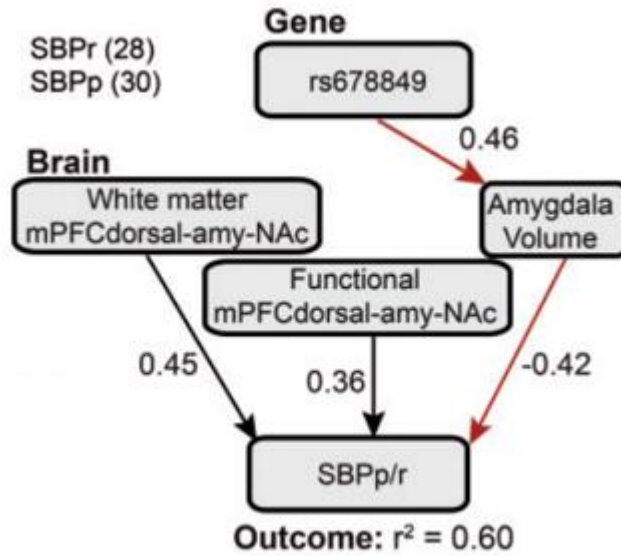 Gene
SBPr (28)
SBPp (30)
rs678849
0.46
Brain
White matter
mPFCdorsal-amy-NAc
Amygdala
Volume
Functional
mPFCdorsal-amy-NAc
0.45
0.36
-0.42
SBPp/r
Outcome: r² = 0.60